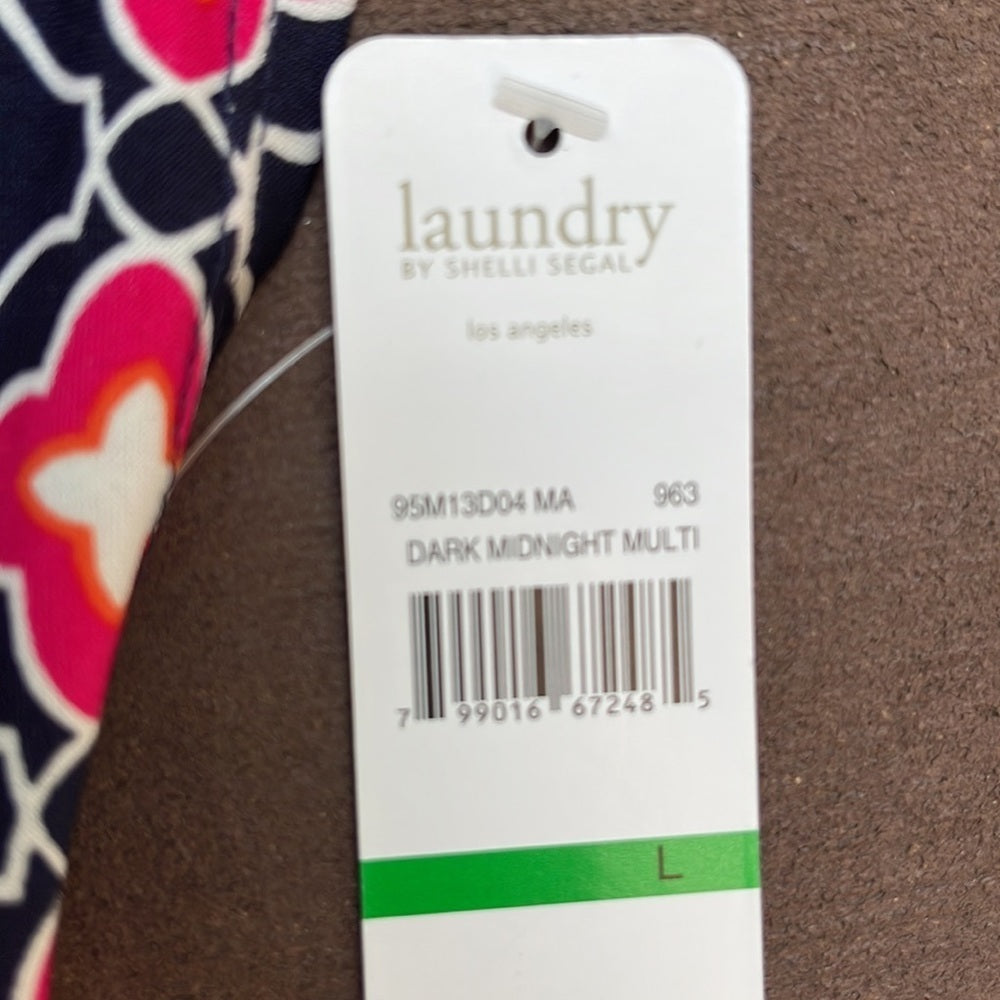 laundry
BY SHELLI SEGAL
los angeles
95M13D04 MA 963
DARK MIDNIGHT MULTI
7 99016 67248 5
L